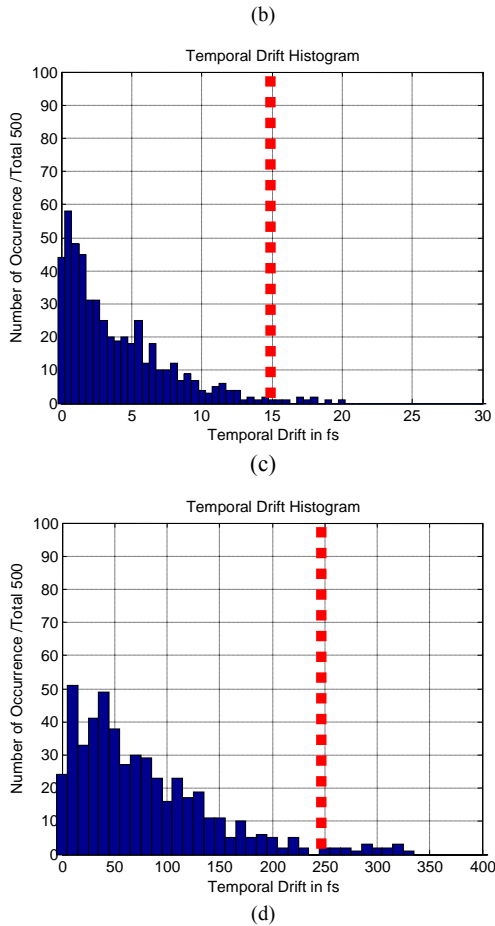 (b)
Temporal Drift Histogram
100
90
80
70
60
50
40
30
20
10
0
Number of Occurrence /Total 500
0 5 10 15 20 25 30
Temporal Drift in fs
(c)
Temporal Drift Histogram
100
90
80
70
60
50
40
30
20
10
0
Number of Occurrence /Total 500
0 50 100 150 200 250 300 350 400
Temporal Drift in fs
(d)